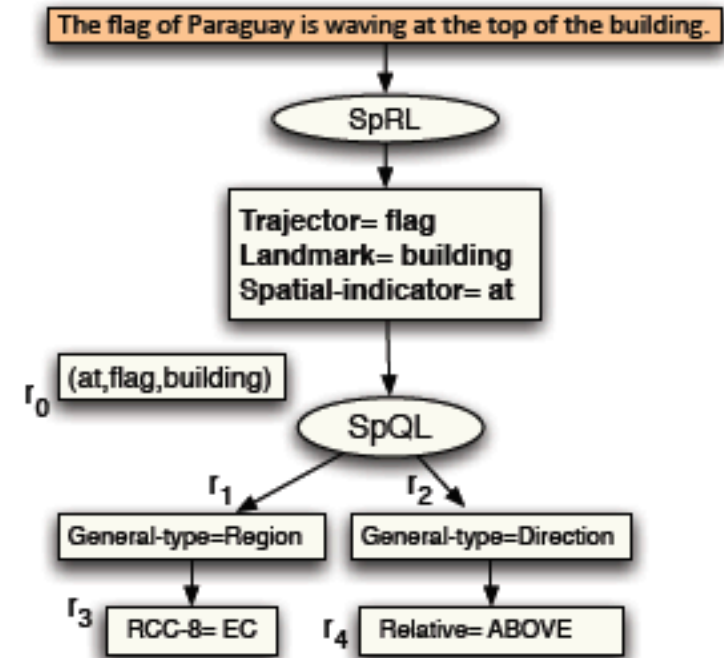 The flag of Paraguay is waving at the top of the building.
SpRL
Trajector= flag
Landmark= building
Spatial-indicator= at
r0 (at,flag,building)
SpQL
r1 r2
General-type=Region General-type=Direction
r3 RCC-8= EC r4 Relative= ABOVE